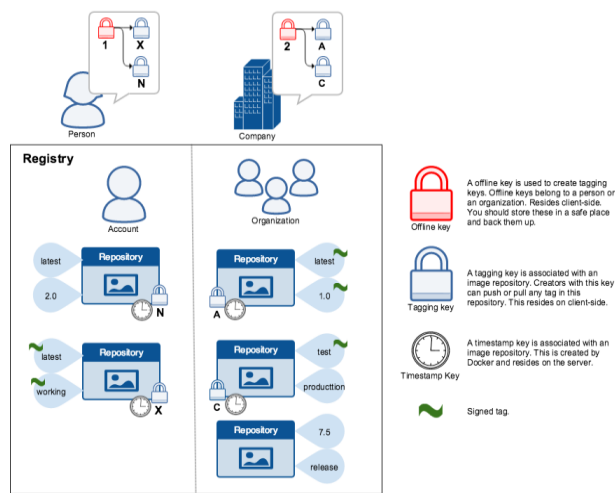 1
X
N
2
A
C
Person
Company
Registry
Account
Organization
latest
Repository
2.0
N
Repository
latest
1.0
A
latest
Repository
working
X
Repository
test
producttion
C
Repository
7.5
release
A offline key is used to create tagging
keys. Offline keys belong to a person or
an organization. Resides client-side.
You should store these in a safe place
and back them up.
Offline key
A tagging key is associated with an
image repository. Creators with this key
can push or pull any tag in this
repository. This resides on client-side.
Tagging key
A timestamp key is associated with an
image repository. This is created by
Docker and resides on the server.
Timestamp Key
Signed tag.